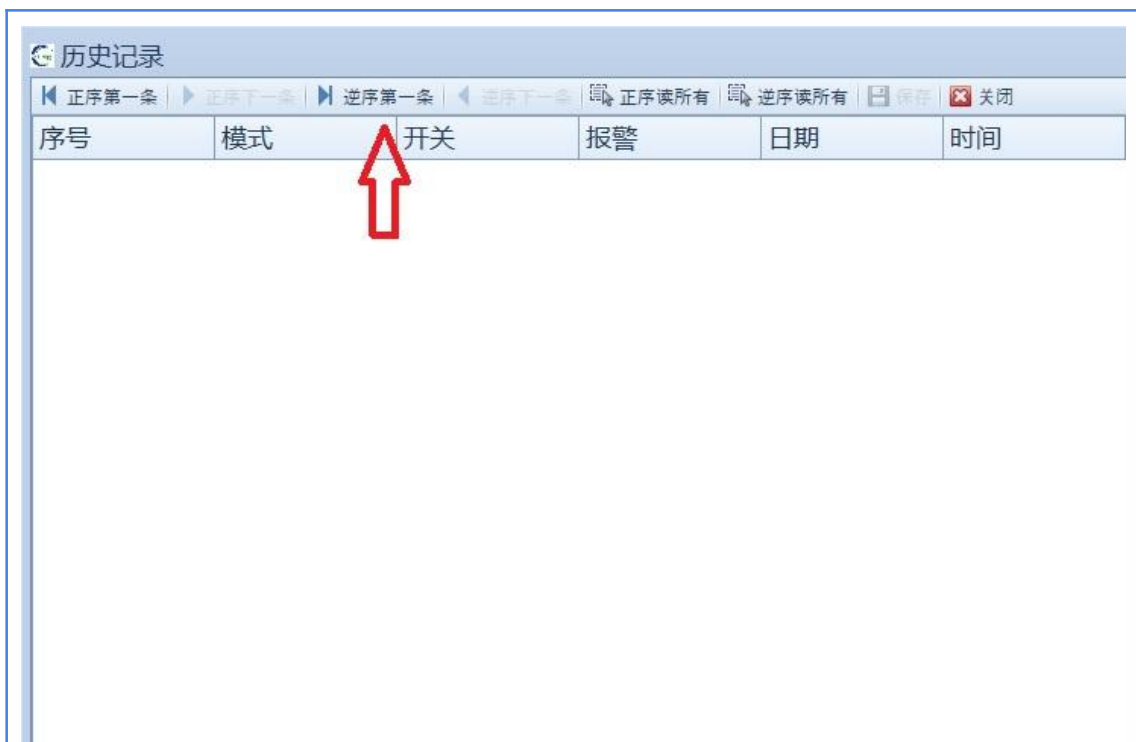 历史记录
正序第一条 正序下一条 逆序第一条 逆序下一条 正序读所有 逆序读所有 保存 关闭
序号 模式 开关 报警 日期 时间